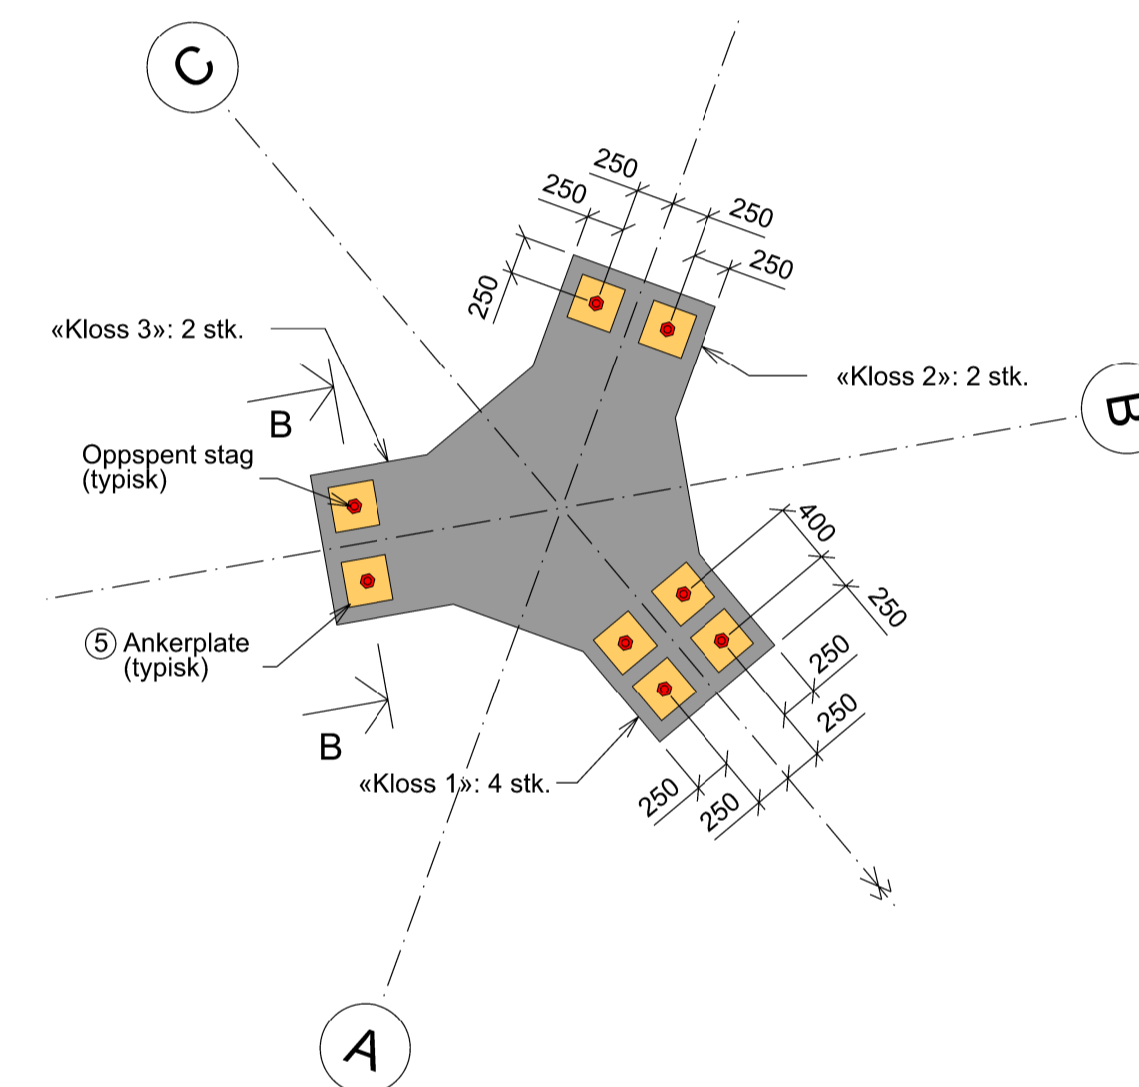 C
250
250
250
250
250
«Kloss 3»: 2 stk.
«Kloss 2»: 2 stk.
B
B
Oppspent stag
(typisk)
400
250
5 Ankerplate
(typisk)
250
250
B
«Kloss 1»: 4 stk.
250
250
A